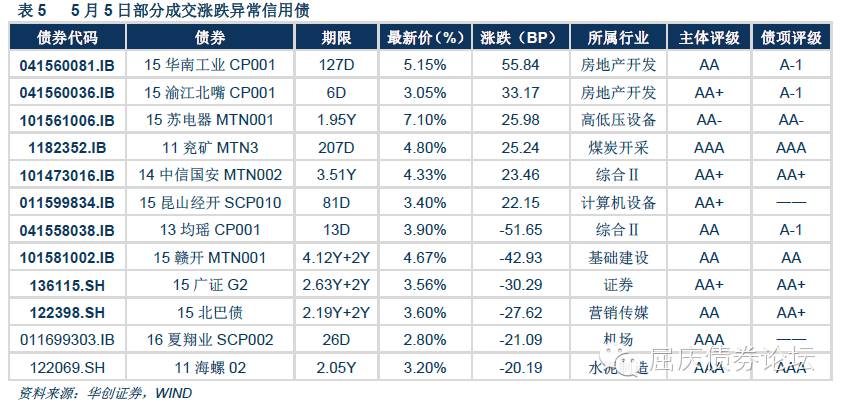 表 5 5 月 5 日部分成交涨跌异常信用债
债券代码 债券 期限 最新价(%) 涨跌（BP） 所属行业 主体评级 债项评级
041560081.IB 15 华南工业 CP001 127D 5.15% 55.84 房地产开发 AA A-1
041560036.IB 15 渝江北嘴 CP001 6D 3.05% 33.17 房地产开发 AA+ A-1
101561006.IB 15 苏电器 MTN001 1.95Y 7.10% 25.98 高低压设备 AA- AA-
1182352.IB 11 兖矿 MTN3 207D 4.80% 25.24 煤炭开采 AAA AAA
101473016.IB 14 中信国安 MTN002 3.51Y 4.33% 23.46 综合Ⅱ AA+ AA+
011599834.IB 15 昆山经开 SCP010 81D 3.40% 22.15 计算机设备 AA+ ——
041558038.IB 13 均瑶 CP001 13D 3.90% -51.65 综合Ⅱ AA A-1
101581002.IB 15 赣开 MTN001 4.12Y+2Y 4.67% -42.93 基础建设 AA AA
136115.SH 15 广证 G2 2.63Y+2Y 3.56% -30.29 证券 AA+ AA+
122398.SH 15 北巴债 2.19Y+2Y 3.60% -27.62 营销传媒 AA AA+
011699303.IB 16 夏翔业 SCP002 26D 2.80% -21.09 机场 AAA ——
122069.SH 11 海螺 02 2.05Y 3.20% -20.19 水泥 造 AAA AAA
屈庆债券论坛
资料来源：华创证券，WIND